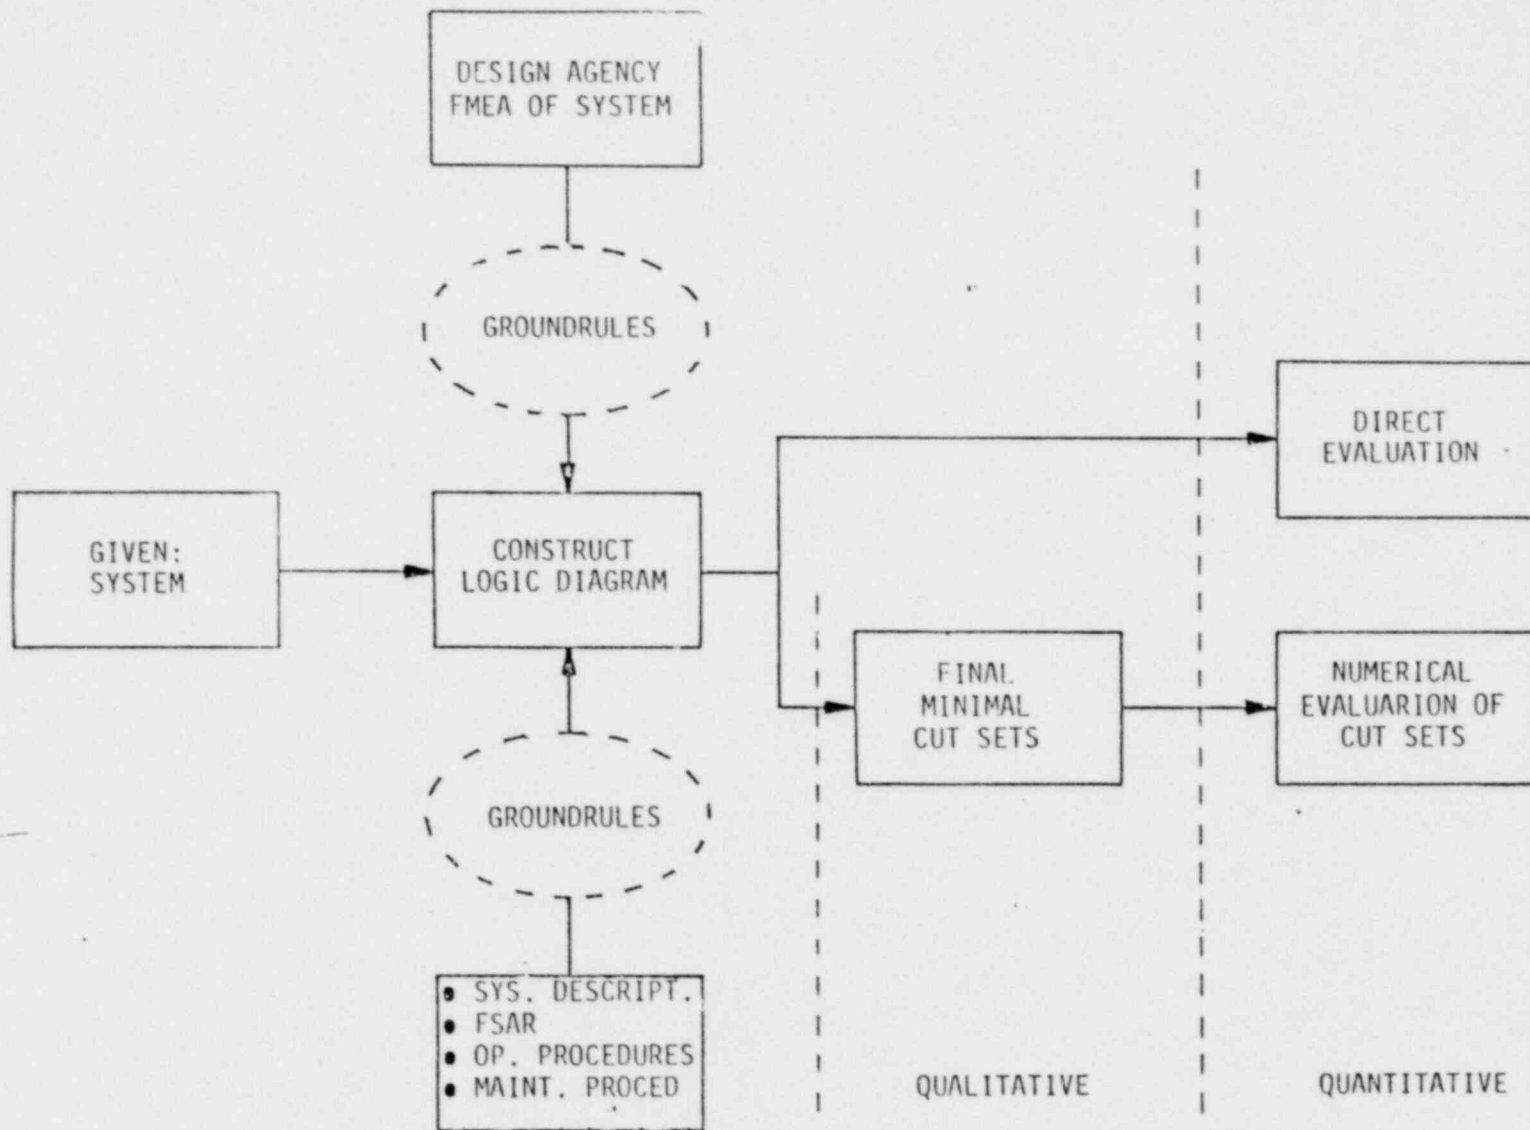 DESIGN AGENCY
FMEA OF SYSTEM
GROUNDRULES
DIRECT
EVALUATION
GIVEN:
SYSTEM
CONSTRUCT
LOGIC DIAGRAM
FINAL
MINIMAL
CUT SETS
NUMERICAL
EVALUARION OF
CUT SETS
GROUNDRULES
• SYS. DESCRIPT.
• FSAR
• OP. PROCEDURES
• MAINT. PROCED
QUALITATIVE
QUANTITATIVE